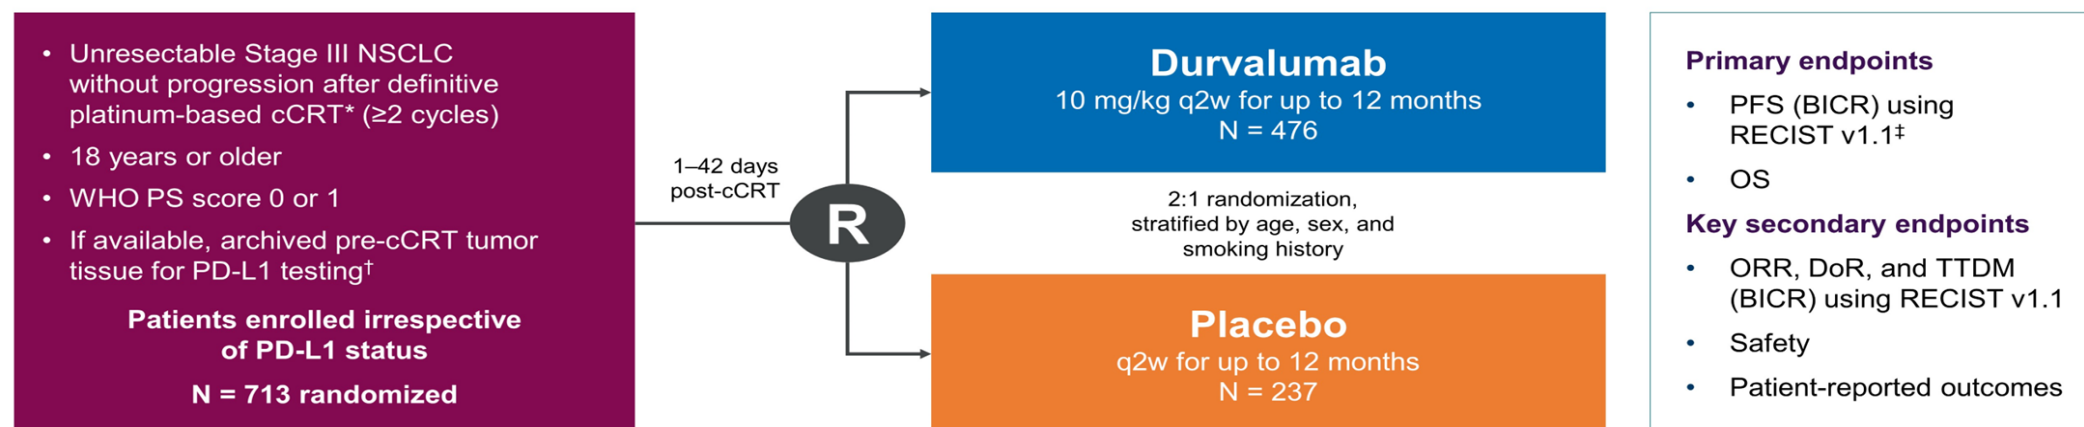 • Unresectable Stage III NSCLC
without progression after definitive
platinum-based cCRT* (≥2 cycles)
• 18 years or older
• WHO PS score 0 or 1
• If available, archived pre-cCRT tumor
tissue for PD-L1 testing†
Patients enrolled irrespective
of PD-L1 status
N = 713 randomized
1–42 days
post-cCRT
R
Durvalumab
10 mg/kg q2w for up to 12 months
N = 476
2:1 randomization,
stratified by age, sex, and
smoking history
Placebo
q2w for up to 12 months
N = 237
Primary endpoints
• PFS (BICR) using
RECIST v1.1‡
• OS
Key secondary endpoints
• ORR, DoR, and TTDM
(BICR) using RECIST v1.1
• Safety
• Patient-reported outcomes